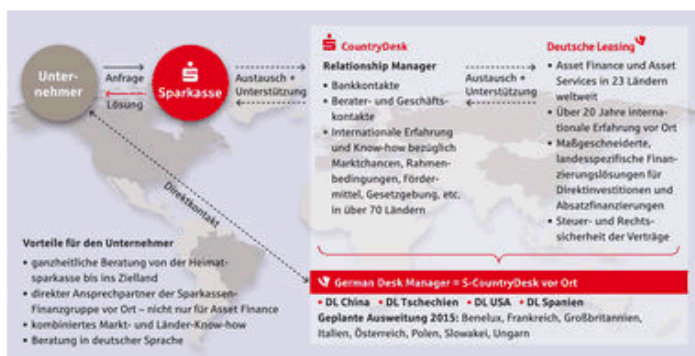 Unter-
nehmer
Anfrage
Lösung
Sparkasse
Austausch +
Unterstützung
CountryDesk
Relationship Manager
• Bankkontakte
• Berater- und Geschäfts-
kontakte
• Internationale Erfahrung
und Know-how bezüglich
Marktchancen, Rahmen-
bedingungen, Förder-
mittel, Gesetzgebung, etc.
in über 70 Ländern
Austausch +
Unterstützung
Deutsche Leasing
• Asset Finance und Asset
Services in 23 Ländern
weltweit
• Über 20 Jahre interna-
tionale Erfahrung vor Ort
• Maßgeschneiderte,
landesspezifische Finan-
zierungslösungen für
Direktinvestitionen und
Absatzfinanzierungen
• Steuer- und Rechts-
sicherheit der Verträge
Direktkontakt
Vorteile für den Unternehmer
• ganzheitliche Beratung von der Heimat-
sparkasse bis ins Zielland
• direkter Ansprechpartner der Sparkassen-
Finanzgruppe vor Ort – nicht nur für Asset Finance
• kombiniertes Markt- und Länder-Know-how
• Beratung in deutscher Sprache
German Desk Manager = S-CountryDesk vor Ort
• DL China • DL Tschechien • DL USA • DL Spanien
Geplante Ausweitung 2015: Benelux, Frankreich, Großbritannien,
Italien, Österreich, Polen, Slowakei, Ungarn